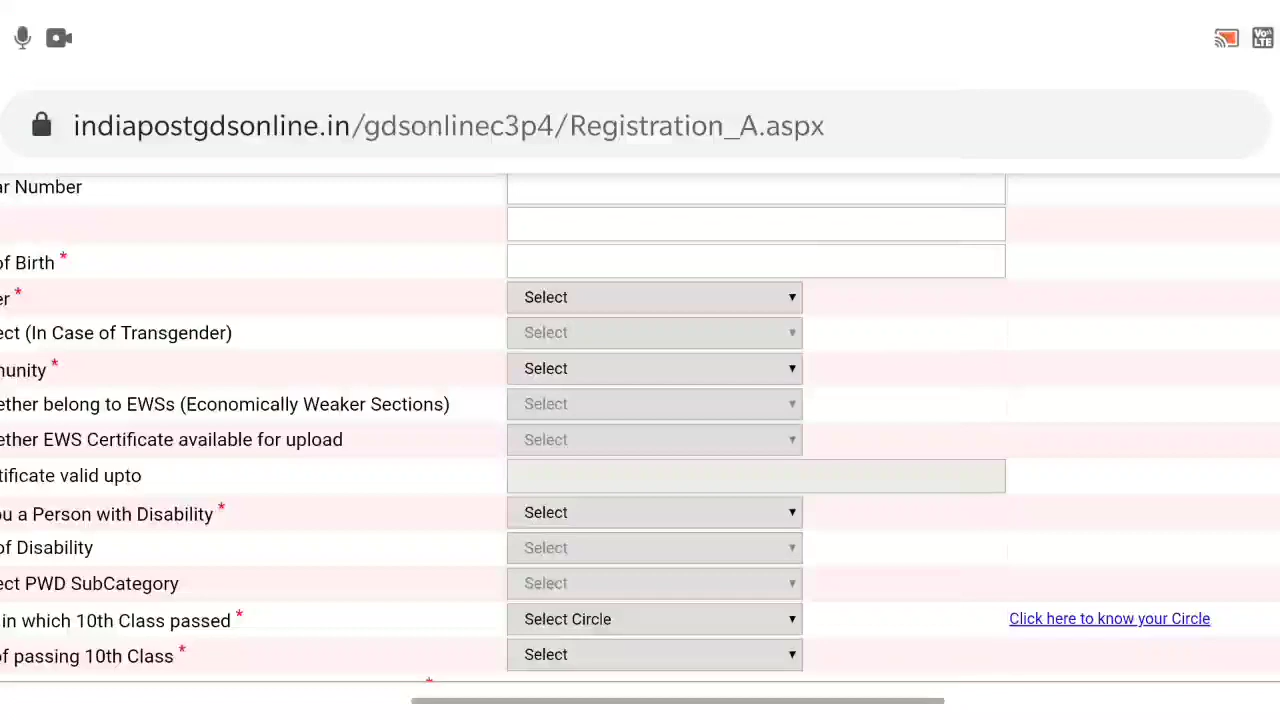 Vo LTE
indiapostgdsonline.in/gdsonlinec3p4/Registration_A.aspx
ar Number
of Birth *
er * Select
ect (In Case of Transgender) Select
unity * Select
ether belong to EWSs (Economically Weaker Sections) Select
ether EWS Certificate available for upload Select
tificate valid upto
ou a Person with Disability * Select
of Disability Select
ect PWD SubCategory Select
in which 10th Class passed * Select Circle Click here to know your Circle
of passing 10th Class * Select
*